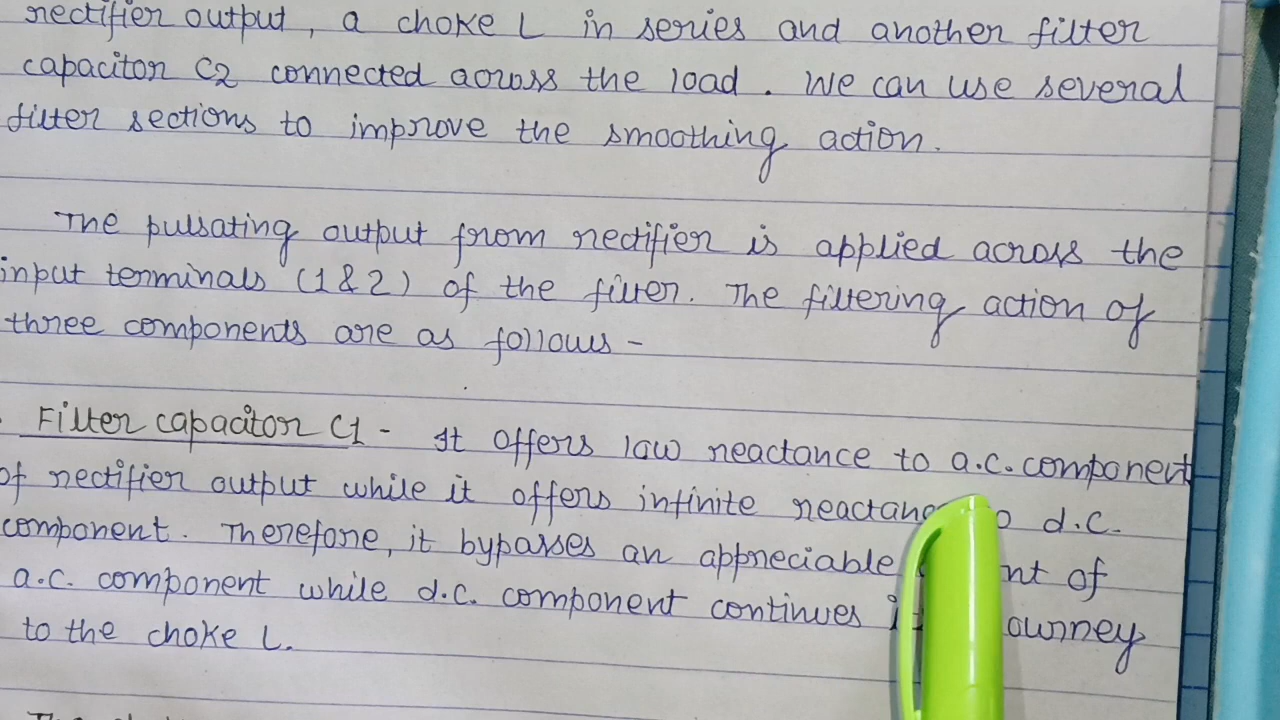 rectifier output, a choke L in series and another filter
capacitor C2 connected across the load. We can use several
filter sections to improve the smoothing action.
The pulsating output from rectifier is applied across the
input terminals (1 & 2) of the filter. The filtering action of
three components are as follows -
Filter capacitor C1 - It offers law reactance to a.c. component
of rectifier output while it offers infinite d.c.
component. Therefore, it bypasses an appreciable of
a.c. component while d.c. component continues
to the choke L.